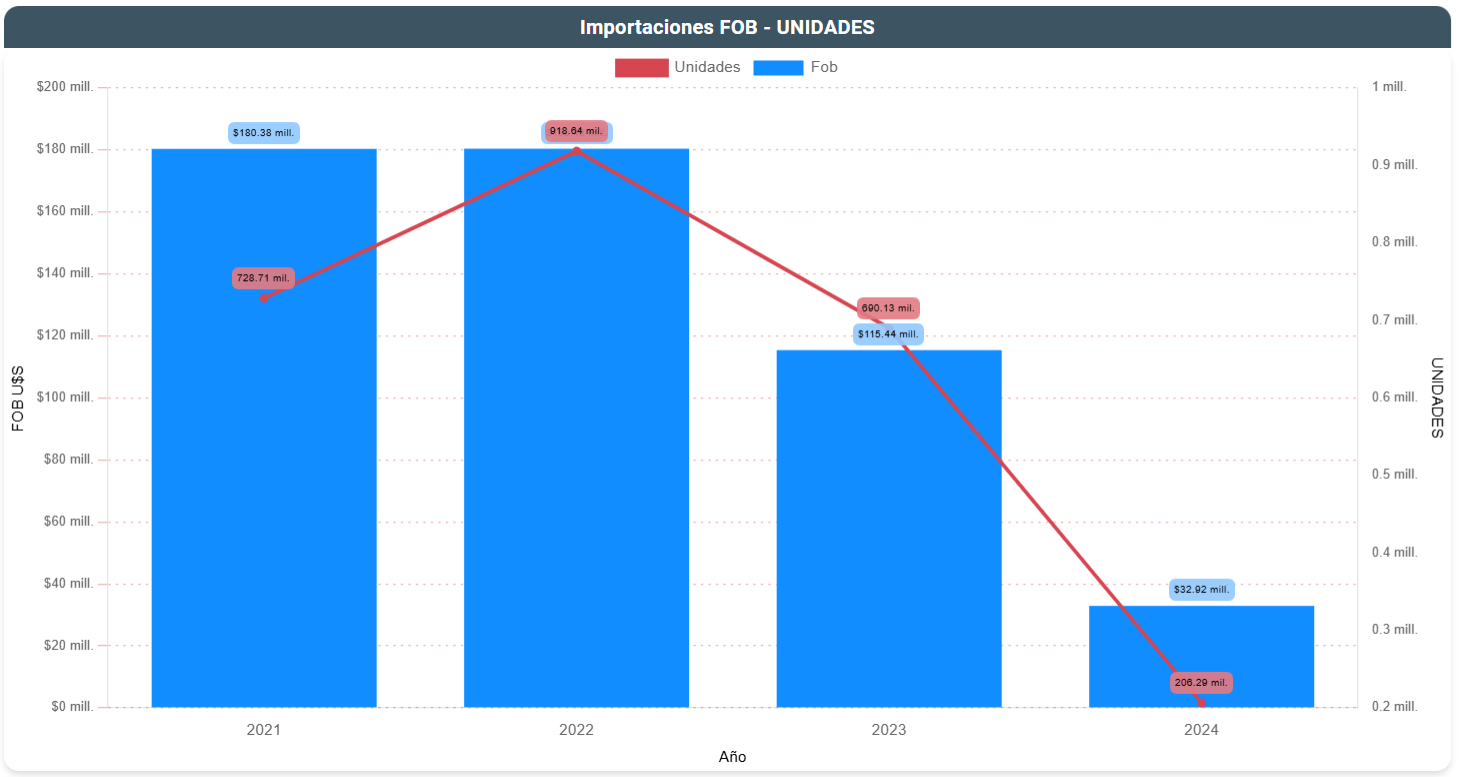 Importaciones FOB - UNIDADES
Unidades Fob
$200 mill.
$180 mill.
$160 mill.
$140 mill.
$120 mill.
$100 mill.
$80 mill.
$60 mill.
$40 mill.
$20 mill.
$0 mill.
FOB U$S
$180.38 mill.
728.71 mil.
918.64 mil.
690.13 mil.
$115.44 mill.
$32.92 mill.
206.29 mil.
1 mill.
0.9 mill.
0.8 mill.
0.7 mill.
0.6 mill.
0.5 mill.
0.4 mill.
0.3 mill.
0.2 mill.
UNIDADES
2021 2022 2023 2024
Año